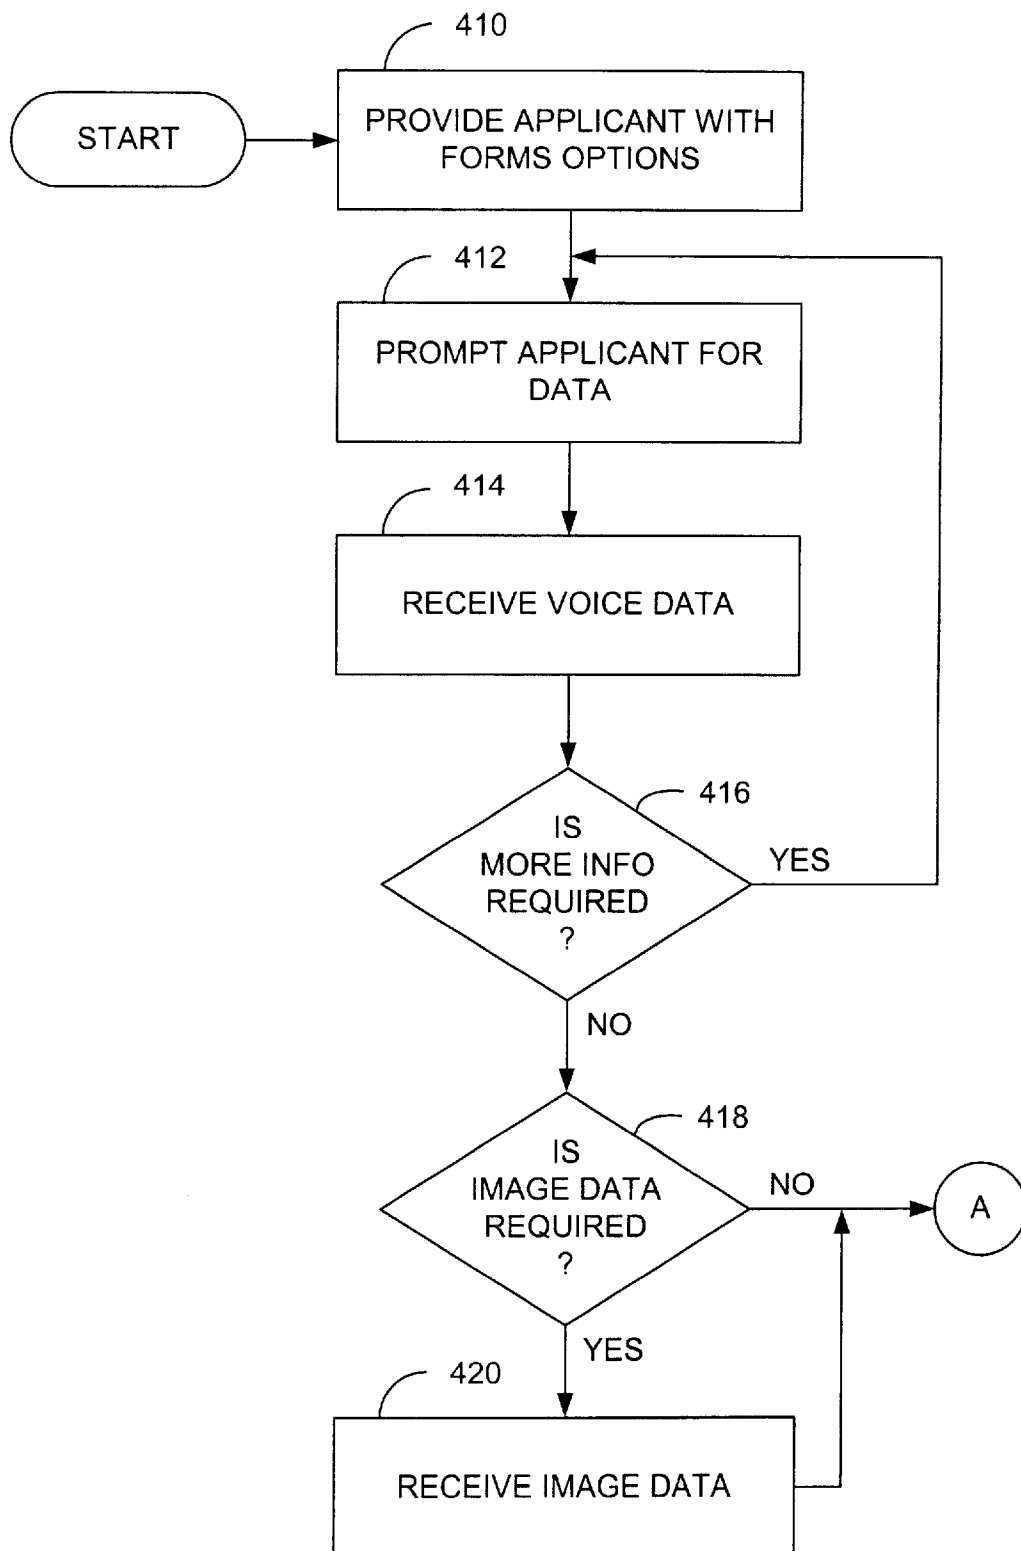 410
START
PROVIDE APPLICANT WITH
FORMS OPTIONS
412
PROMPT APPLICANT FOR
DATA
414
RECEIVE VOICE DATA
416
IS
MORE INFO
REQUIRED
?
YES
NO
418
IS
IMAGE DATA
REQUIRED
?
NO
A
YES
420
RECEIVE IMAGE DATA